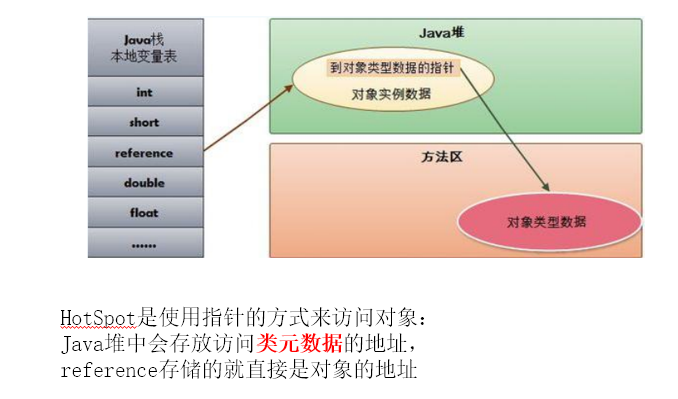 Java栈
本地变量表
int
short
reference
double
float
......
Java堆
到对象类型数据的指针
对象实例数据
方法区
对象类型数据
HotSpot是使用指针的方式来访问对象：
Java堆中会存放访问类元数据的地址，
reference存储的就直接是对象的地址